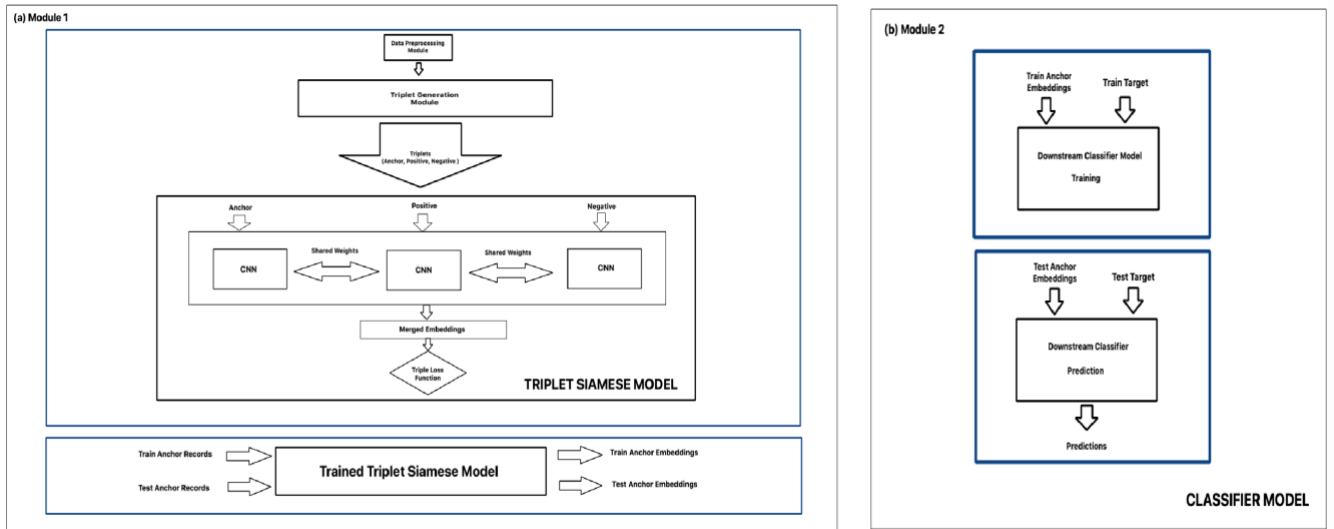 (a) Module 1
Data Preprocessing
Module
Triplet Generation
Module
Triplets
(Anchor, Positive, Negative )
Anchor
Positive
Negative
Shared Weights
Shared Weights
CNN
CNN
CNN
Merged Embeddings
Triple Loss
Function
TRIPLET SIAMESE MODEL
Train Anchor Records
Test Anchor Records
Trained Triplet Siamese Model
Train Anchor Embeddings
Test Anchor Embeddings
(b) Module 2
Train Anchor
Embeddings
Train Target
Downstream Classifier Model
Training
Test Anchor
Embeddings
Test Target
Downstream Classifier
Prediction
Predictions
CLASSIFIER MODEL